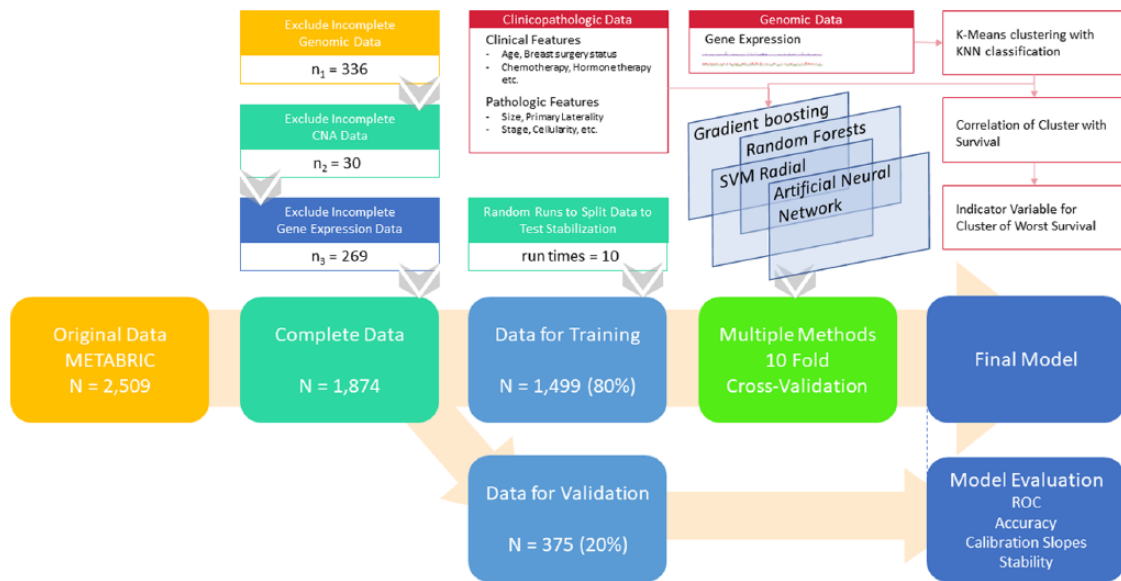 Exclude Incomplete
Genomic Data
n₁ = 336
Exclude Incomplete
CNA Data
n₂ = 30
Exclude Incomplete
Gene Expression Data
n₃ = 269
Clinicopathologic Data
Clinical Features
- Age, Breast surgery status
- Chemotherapy, Hormone therapy
etc.
Pathologic Features
- Size, Primary Laterality
- Stage, Cellularity, etc.
Random Runs to Split Data to
Test Stabilization
run times = 10
Genomic Data
Gene Expression
K-Means clustering with
KNN classification
Correlation of Cluster with
Survival
Indicator Variable for
Cluster of Worst Survival
Gradient boosting
Random Forests
SVM Radial
Artificial Neural
Network
Original Data
METABRIC
N = 2,509
Complete Data
N = 1,874
Data for Training
N = 1,499 (80%)
Multiple Methods
10 Fold
Cross-Validation
Final Model
Data for Validation
N = 375 (20%)
Model Evaluation
ROC
Accuracy
Calibration Slopes
Stability